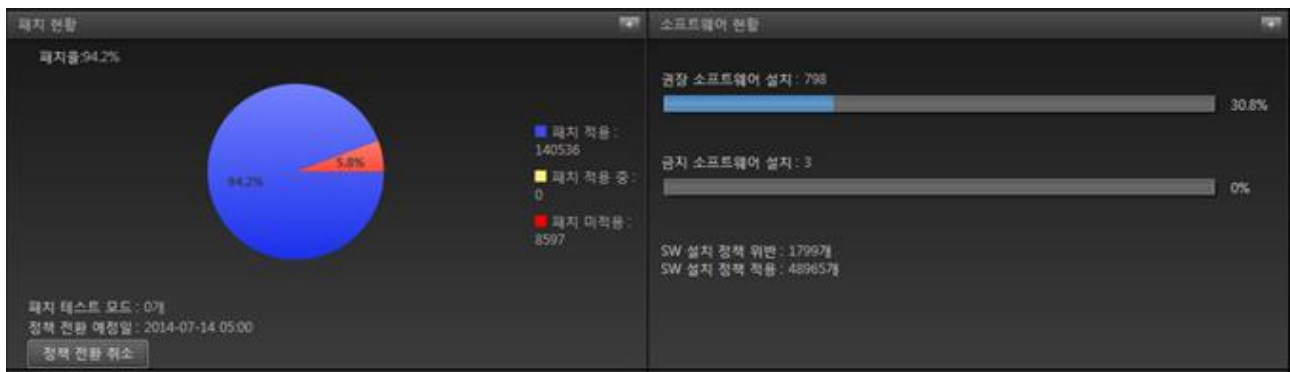 패치 현황
패치율:94.2%
94.2%
5.8%
패치 적용 :
140536
패치 적용 중 :
0
패치 미적용 :
8597
패치 테스트 모드 : 0개
정책 전환 예정일 : 2014-07-14 05:00
정책 전환 취소
소프트웨어 현황
권장 소프트웨어 설치 : 798
30.8%
금지 소프트웨어 설치 : 3
0%
SW 설치 정책 위반 : 1799개
SW 설치 정책 적용 : 48965개